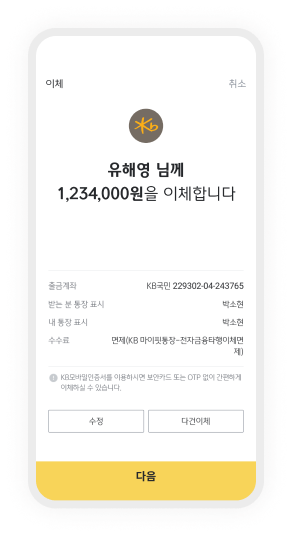 이체 취소
KB
유해영 님께
1,234,000원을 이체합니다
출금계좌 KB국민 229302-04-243765
받는 분 통장 표시 박소현
내 통장 표시 박소현
수수료 면제(KB 마이핏통장-전자금융타행이체면
제)
KB모바일인증서를 이용하시면 보안카드 또는 OTP 없이 간편하게
이체하실 수 있습니다.
수정 다건이체
다음